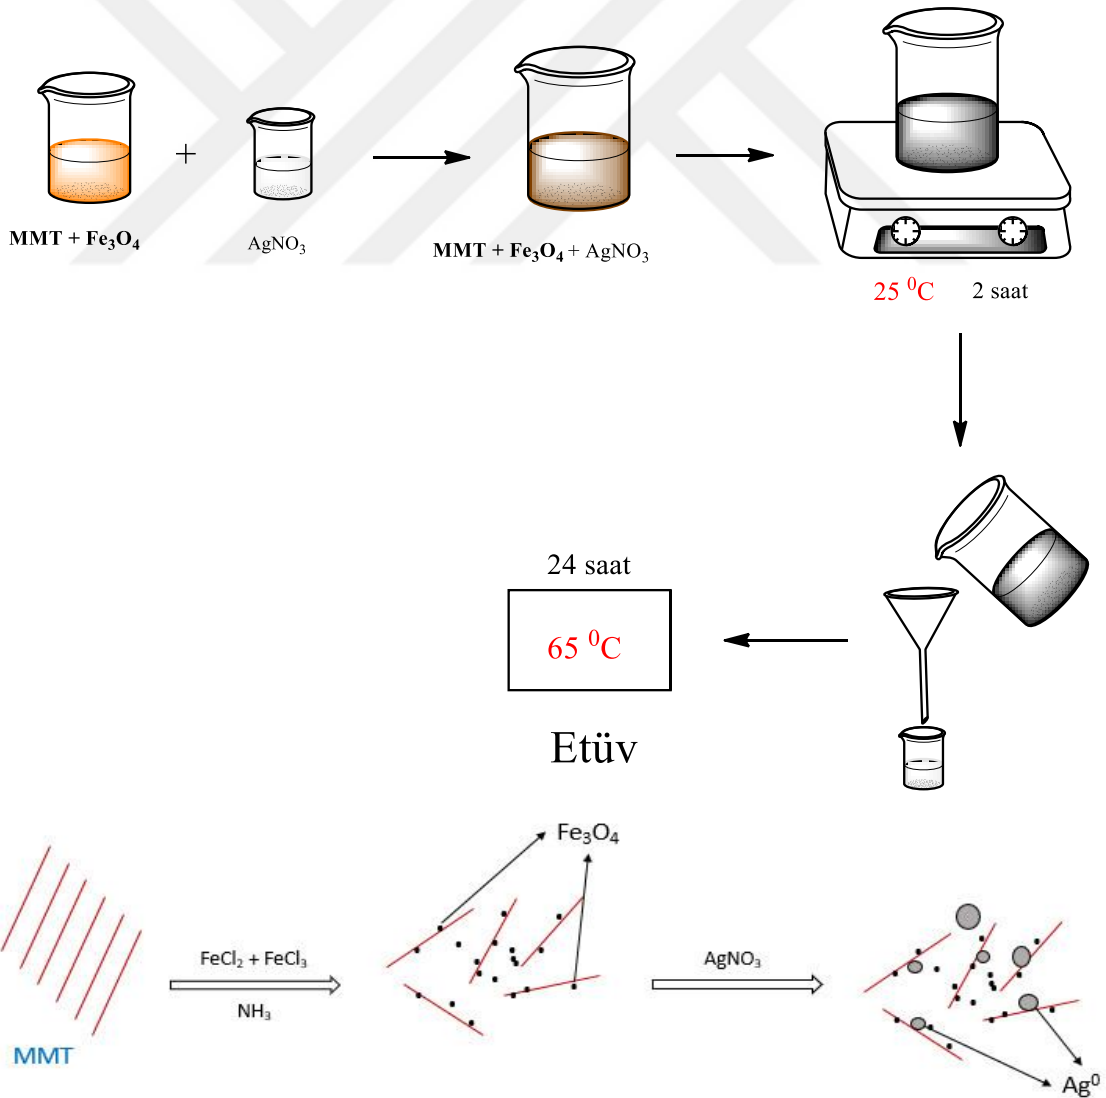 +
MMT + Fe₃O₄
AgNO₃
MMT + Fe₃O₄ + AgNO₃
25 ⁰C 2 saat
24 saat
65 ⁰C
Etüv
Fe₃O₄
FeCl₂ + FeCl₃
NH₃
AgNO₃
MMT
Ag⁰